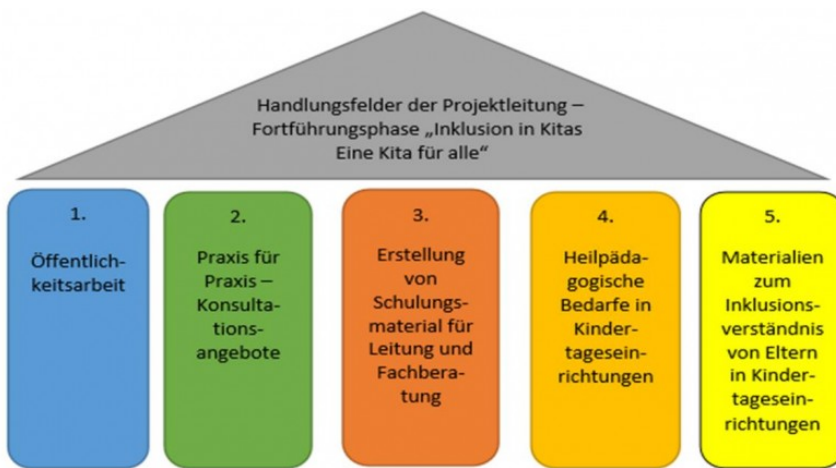 Handlungsfelder der Projektleitung –
Fortführungsphase „Inklusion in Kitas
Eine Kita für alle“
1.
Öffentlich-
keitsarbeit
2.
Praxis für
Praxis –
Konsulta-
tions-
angebote
3.
Erstellung
von
Schulungs-
material für
Leitung und
Fachbera-
tung
4.
Heilpäda-
gogische
Bedarfe in
Kinder-
tagesein-
richtungen
5.
Materialien
zum
Inklusions-
verständnis
von Eltern
in Kinder-
tagesein-
richtungen